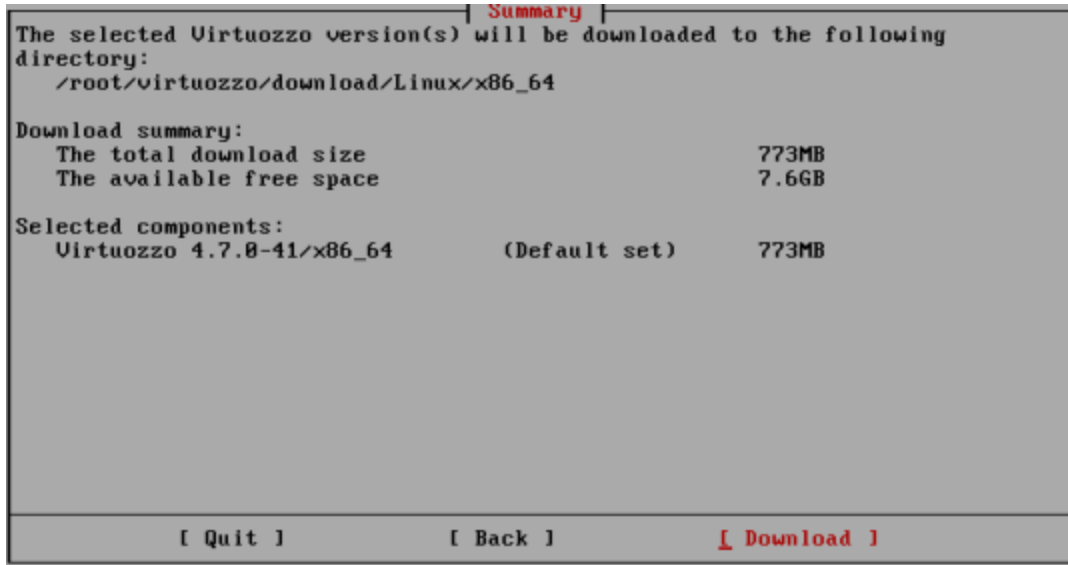 Summary
The selected Virtuozzo version(s) will be downloaded to the following
directory:
/root/virtuozzo/download/Linux/x86_64
Download summary:
The total download size 773MB
The available free space 7.6GB
Selected components:
Virtuozzo 4.7.0-41/x86_64 (Default set) 773MB
[ Quit ] [ Back ] [ Download ]